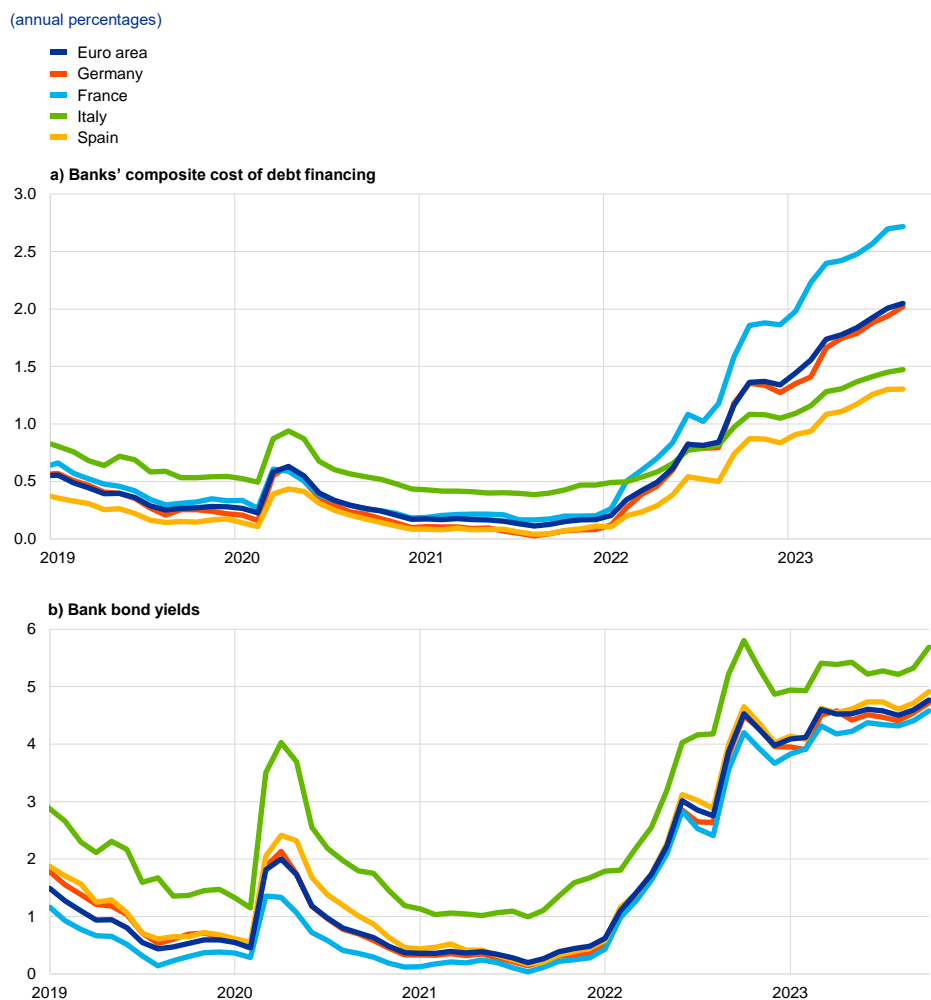 (annual percentages)
Euro area
Germany
France
Italy
Spain
a) Banks’ composite cost of debt financing
3.0
2.5
2.0
1.5
1.0
0.5
0.0
2019 2020 2021 2022 2023
b) Bank bond yields
6
5
4
3
2
1
0
2019 2020 2021 2022 2023